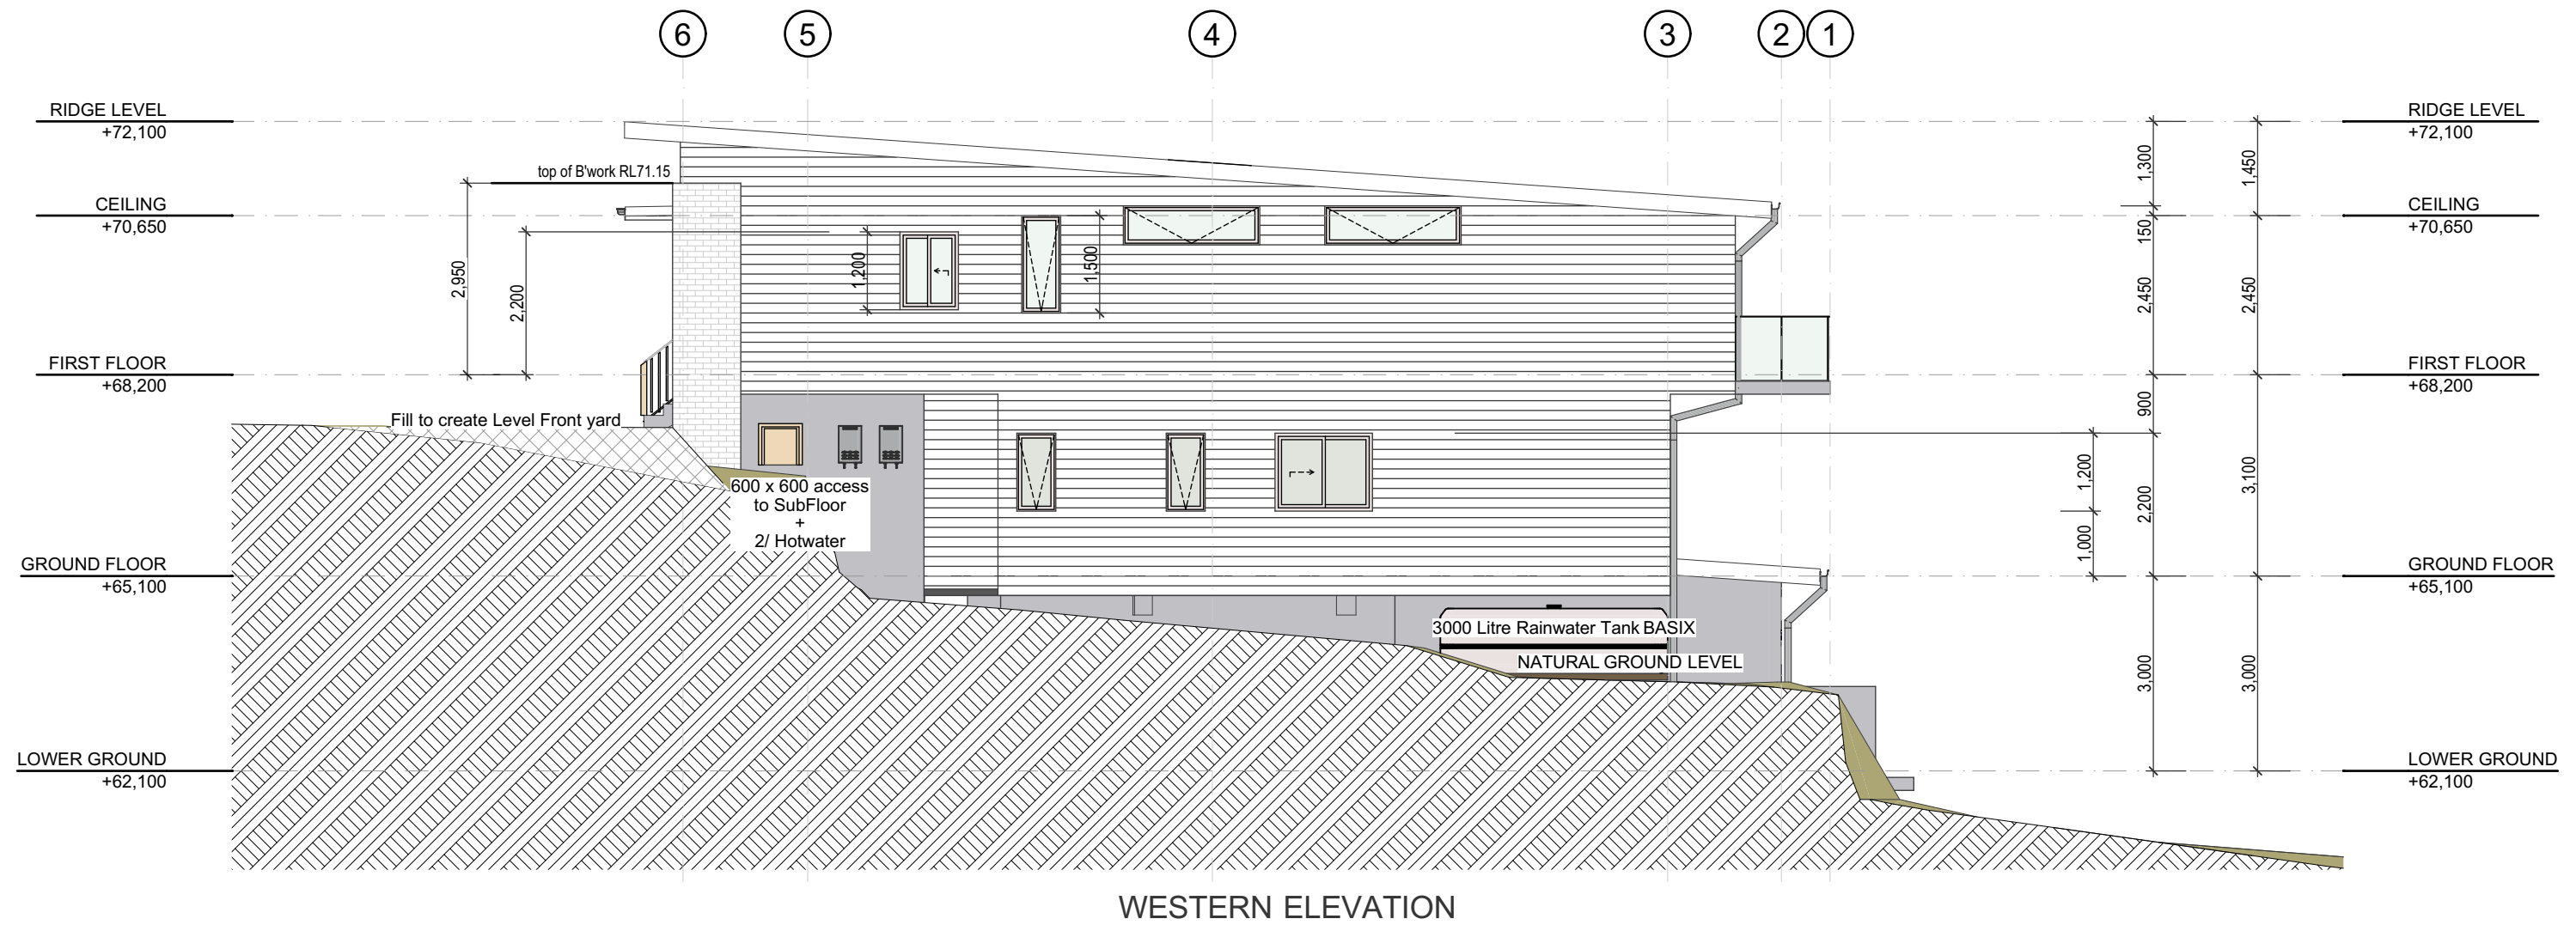 6
5
4
3
2
1
RIDGE LEVEL
+72,100
CEILING
+70,650
FIRST FLOOR
+68,200
GROUND FLOOR
+65,100
LOWER GROUND
+62,100
top of B'work RL71.15
2,950
2,200
1,200
1,500
Fill to create Level Front yard
600 x 600 access
to SubFloor
+
2/ Hotwater
3000 Litre Rainwater Tank BASIX
NATURAL GROUND LEVEL
1,200
1,000
1,300
150
2,450
900
2,200
3,000
1,450
2,450
3,100
3,000
RIDGE LEVEL
+72,100
CEILING
+70,650
FIRST FLOOR
+68,200
GROUND FLOOR
+65,100
LOWER GROUND
+62,100
WESTERN ELEVATION